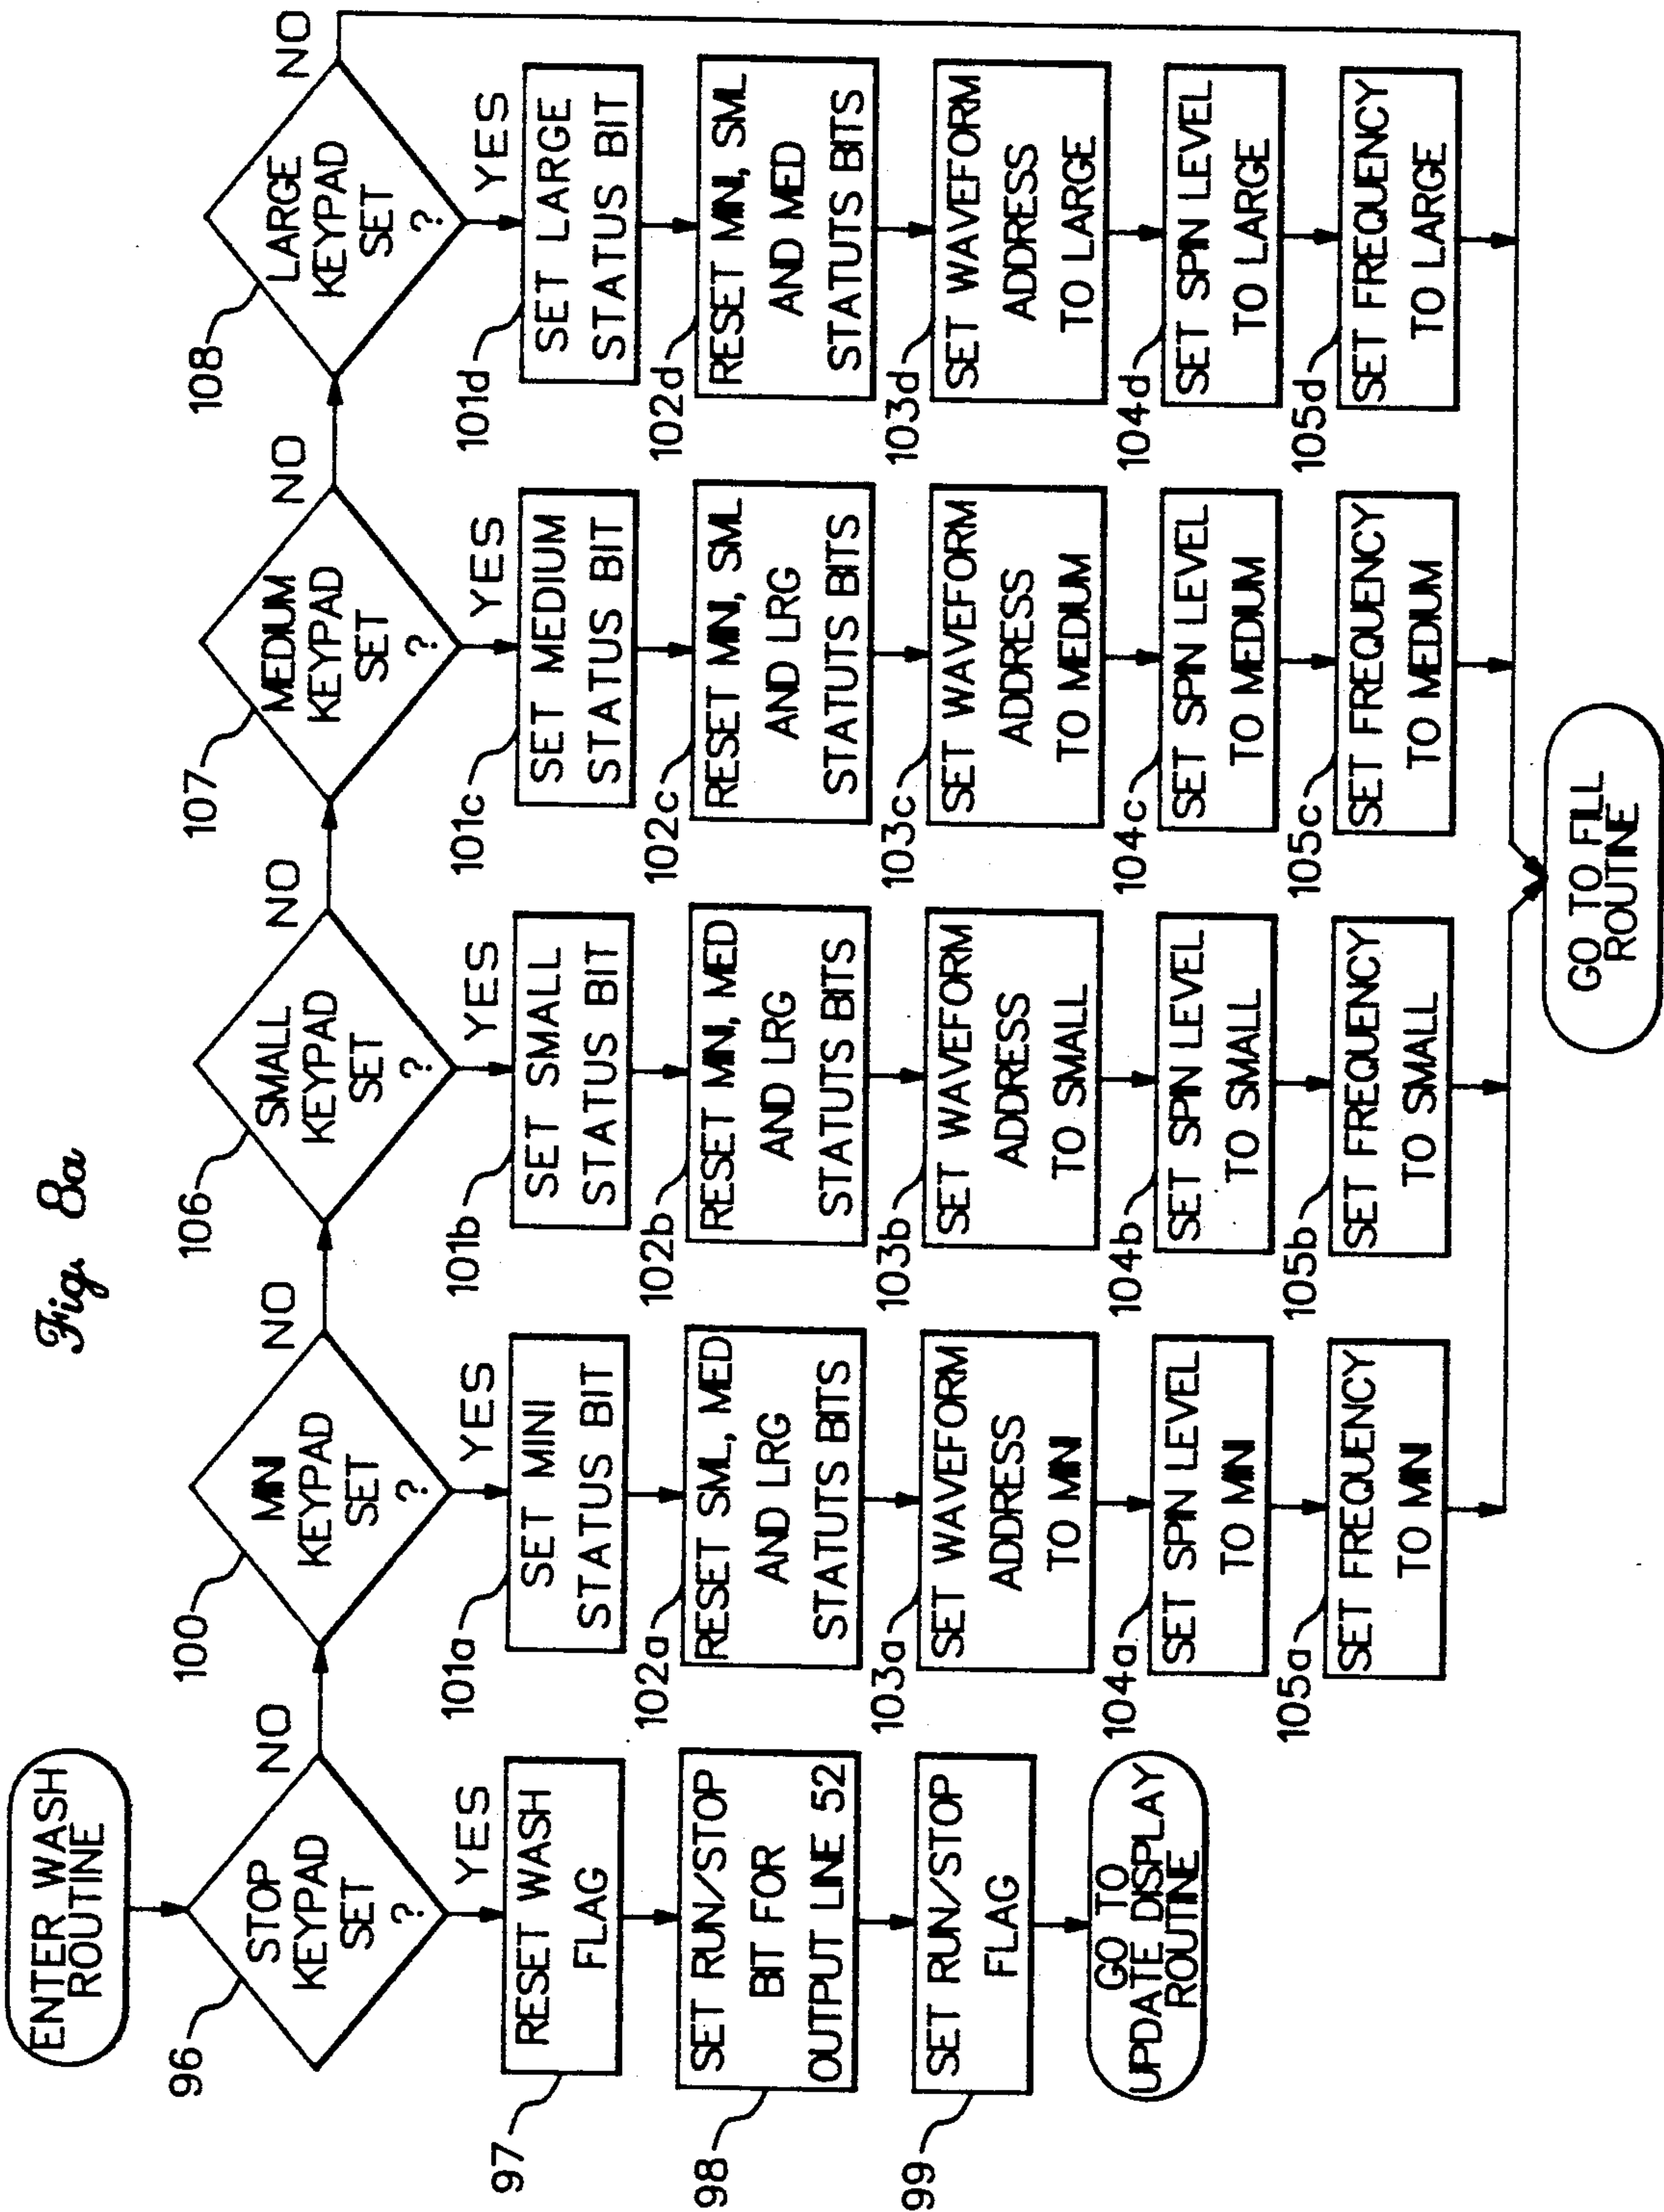 Fig. 8a
ENTER WASH
ROUTINE
96
STOP
KEYPAD
SET
?
NO
YES
97
RESET WASH
FLAG
98
SET RUN/STOP
BIT FOR
OUTPUT LINE 52
99
SET RUN/STOP
FLAG
GO TO
UPDATE DISPLAY
ROUTINE
100
MINI
KEYPAD
SET
?
NO
YES
101a
SET MINI
STATUS BIT
102a
RESET SML, MED
AND LRG
STATUTS BITS
103a
SET WAVEFORM
ADDRESS
TO MINI
104a
SET SPIN LEVEL
TO MINI
105a
SET FREQUENCY
TO MINI
106
SMALL
KEYPAD
SET
?
NO
YES
101b
SET SMALL
STATUS BIT
102b
RESET MINI, MED
AND LRG
STATUTS BITS
103b
SET WAVEFORM
ADDRESS
TO SMALL
104b
SET SPIN LEVEL
TO SMALL
105b
SET FREQUENCY
TO SMALL
107
MEDIUM
KEYPAD
SET
?
NO
YES
101c
SET MEDIUM
STATUS BIT
102c
RESET MINI, SML
AND LRG
STATUTS BITS
103c
SET WAVEFORM
ADDRESS
TO MEDIUM
104c
SET SPIN LEVEL
TO MEDIUM
105c
SET FREQUENCY
TO MEDIUM
108
LARGE
KEYPAD
SET
?
NO
YES
101d
SET LARGE
STATUS BIT
102d
RESET MINI, SML
AND MED
STATUTS BITS
103d
SET WAVEFORM
ADDRESS
TO LARGE
104d
SET SPIN LEVEL
TO LARGE
105d
SET FREQUENCY
TO LARGE
GO TO FILL
ROUTINE